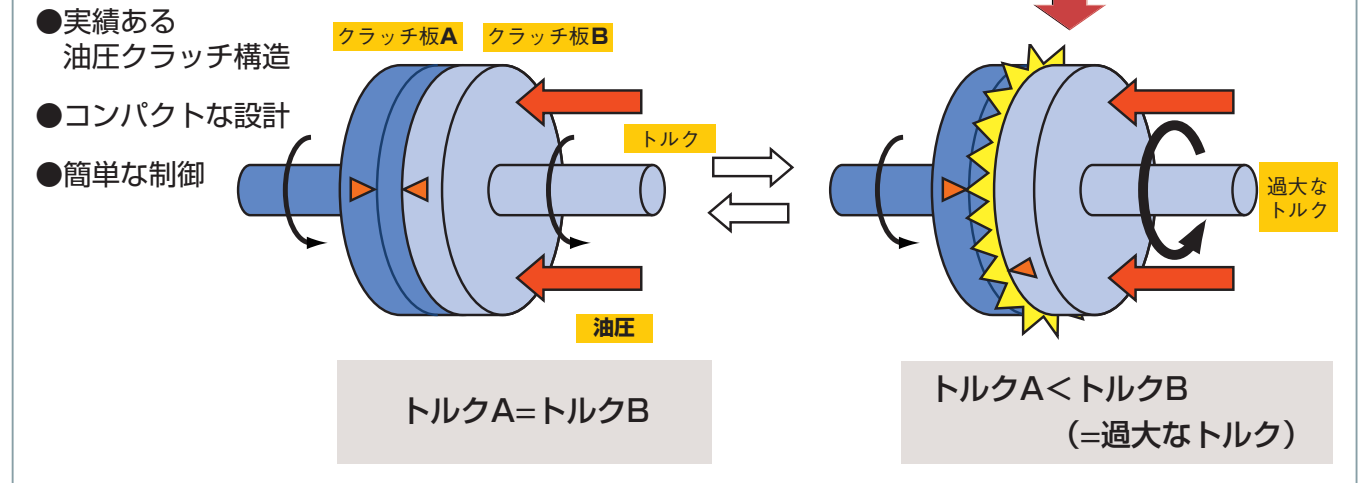 ●実績ある
油圧クラッチ構造
●コンパクトな設計
●簡単な制御
クラッチ板A
クラッチ板B
トルク
油圧
トルクA=トルクB
過大な
トルク
トルクA<トルクB
(=過大なトルク)